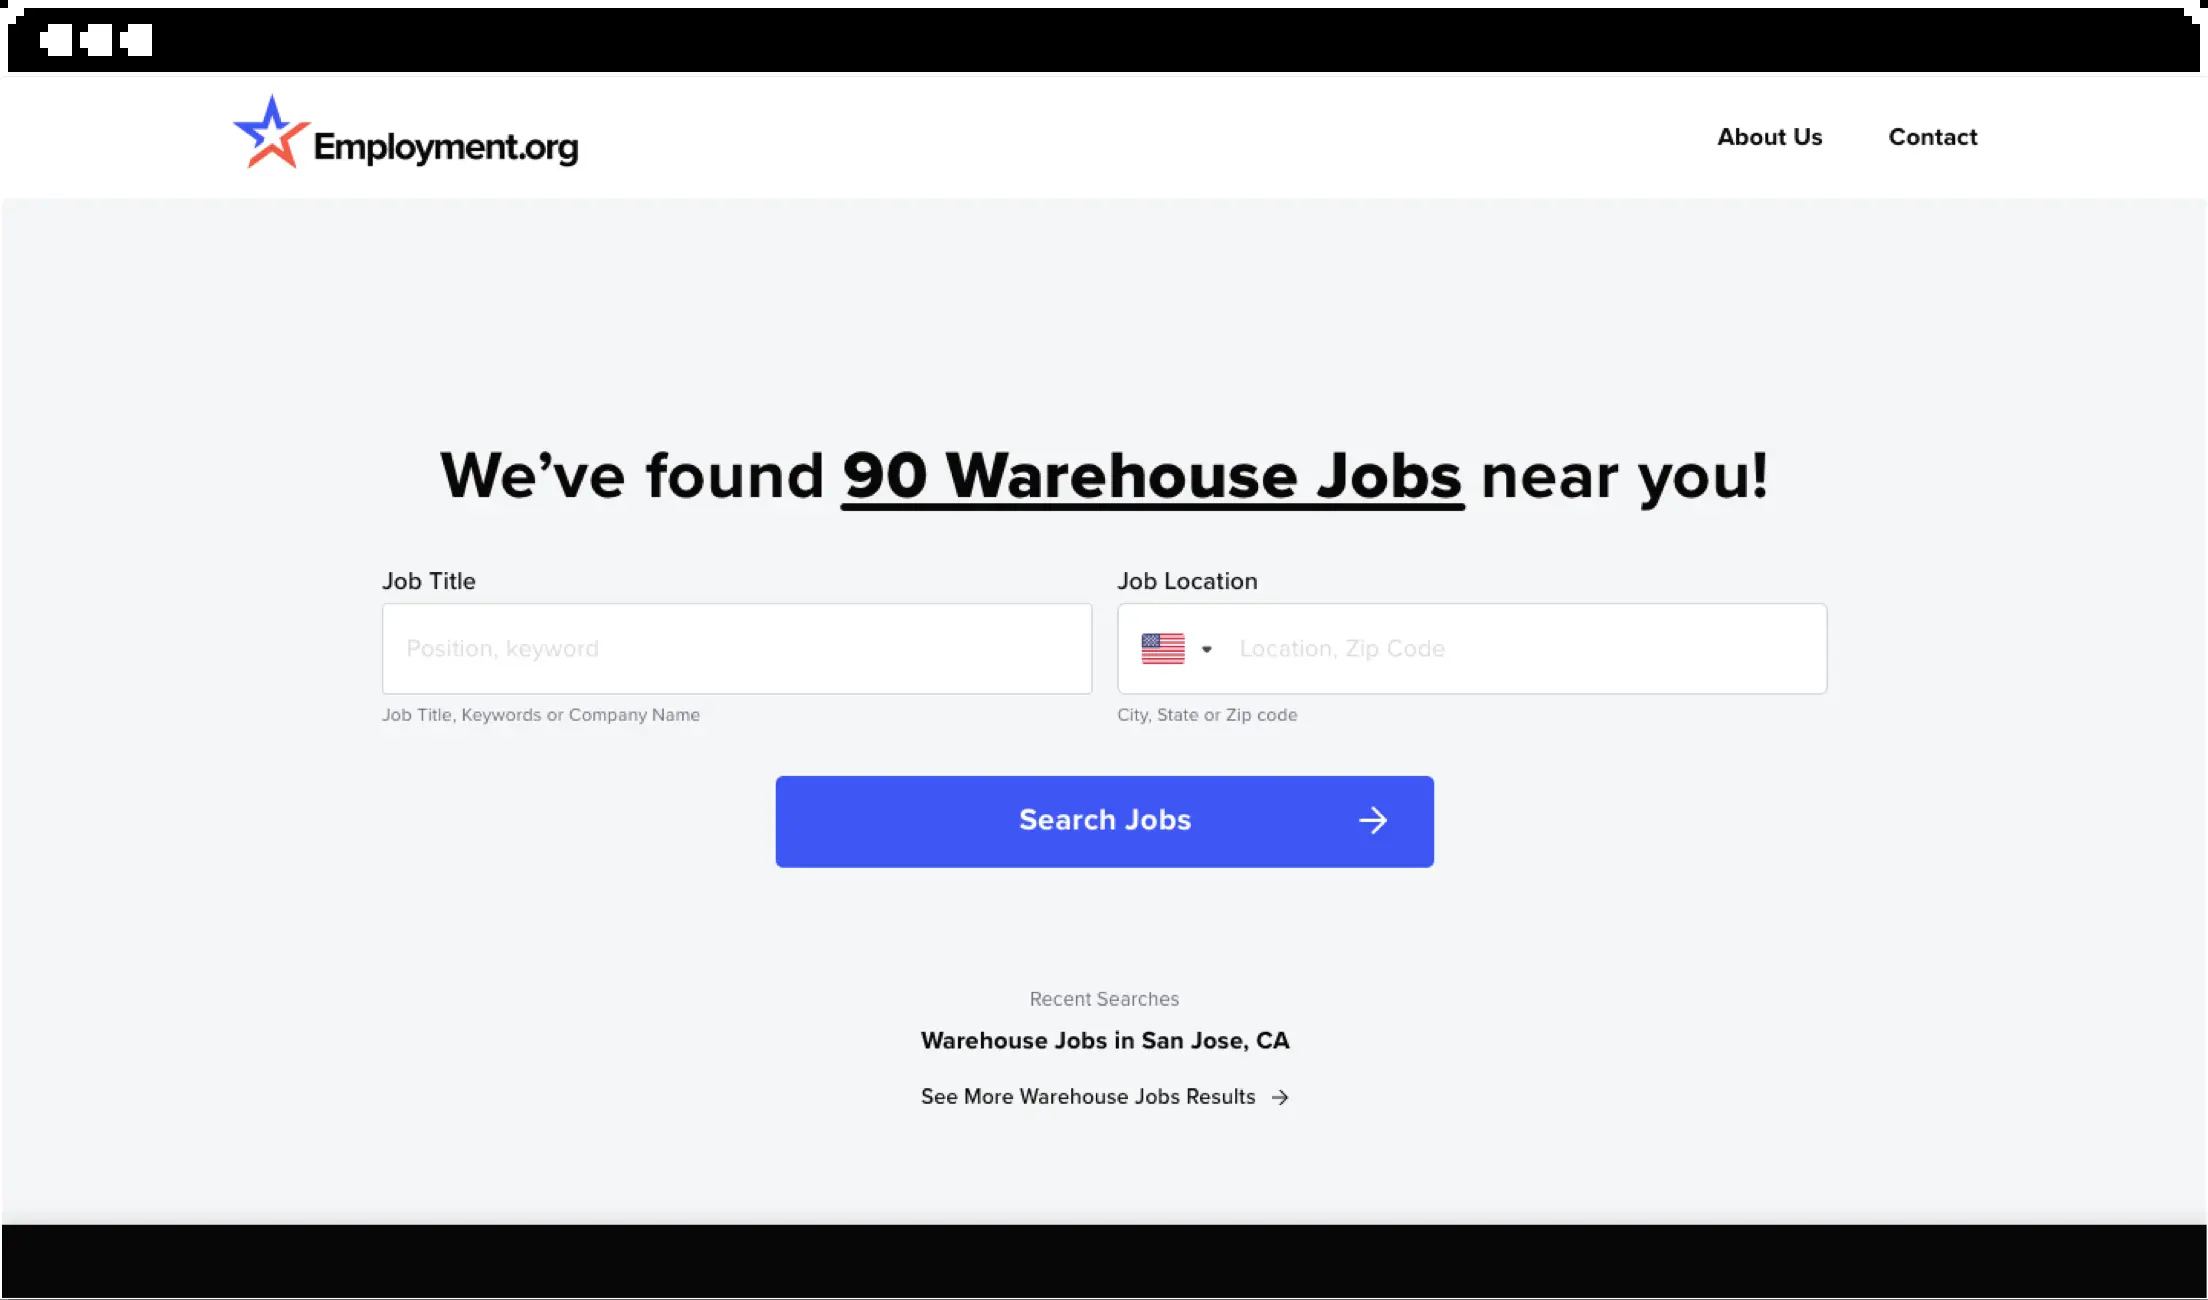 Employment.org
About Us
Contact
We’ve found 90 Warehouse Jobs near you!
Job Title
Job Location
Position, keyword
Location, Zip Code
Job Title, Keywords or Company Name
City, State or Zip code
Search Jobs
Recent Searches
Warehouse Jobs in San Jose, CA
See More Warehouse Jobs Results